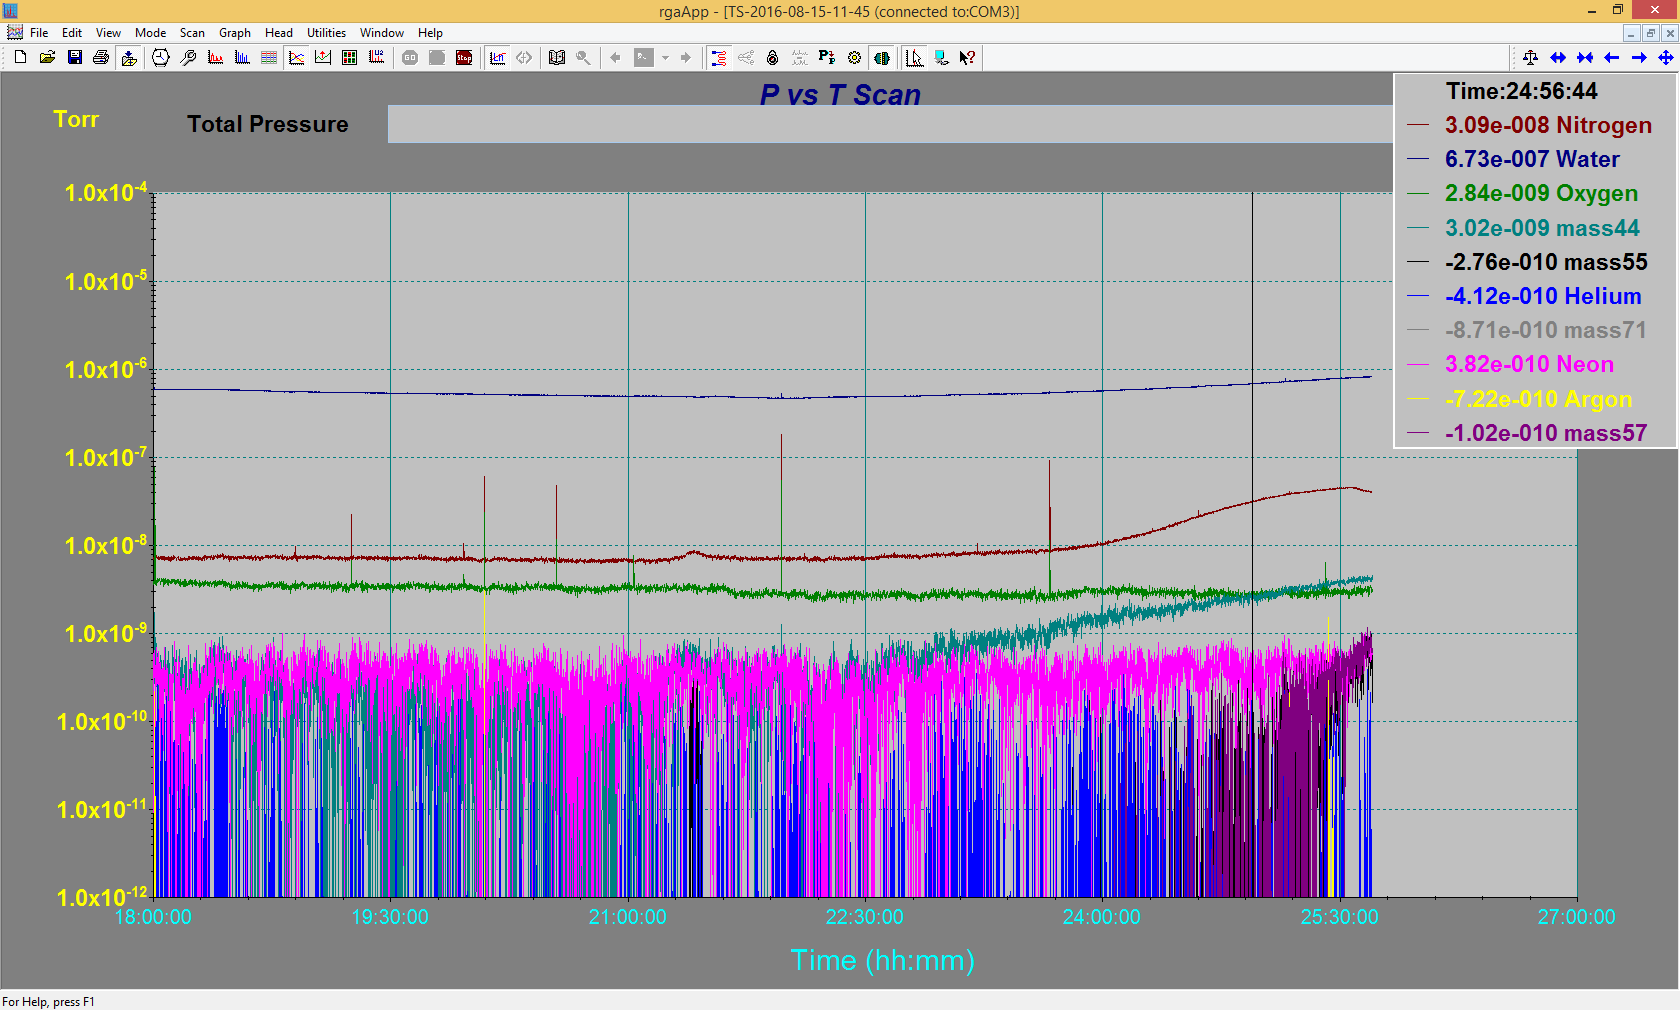 rgaApp - [TS-2016-08-15-11-45 (connected to:COM3)]
File Edit View Mode Scan Graph Head Utilities Window Help
GO Stop
P vs T Scan
Torr
Total Pressure
Time:24:56:44
3.09e-008 Nitrogen
6.73e-007 Water
2.84e-009 Oxygen
3.02e-009 mass44
-2.76e-010 mass55
-4.12e-010 Helium
-8.71e-010 mass71
3.82e-010 Neon
-7.22e-010 Argon
-1.02e-010 mass57
1.0x10-4
1.0x10-5
1.0x10-6
1.0x10-7
1.0x10-8
1.0x10-9
1.0x10-10
1.0x10-11
1.0x10-12
18:00:00 19:30:00 21:00:00 22:30:00 24:00:00 25:30:00 27:00:00
Time (hh:mm)
For Help, press F1